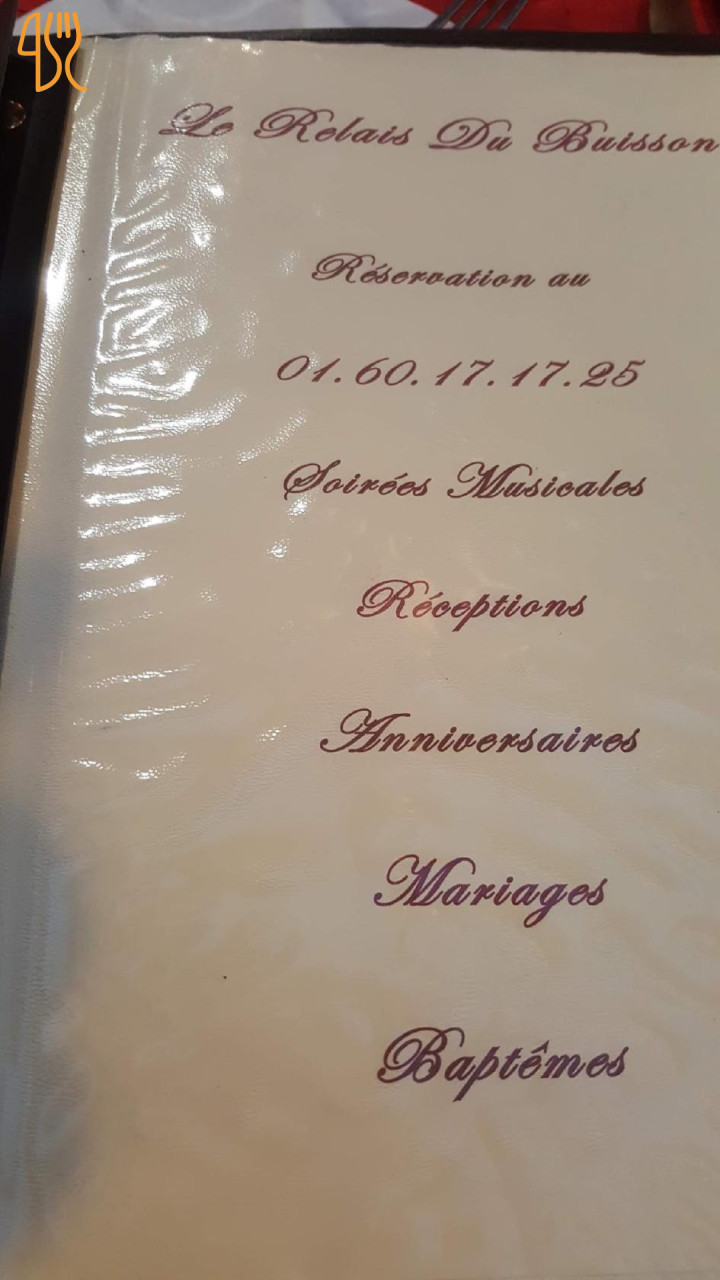 Le Relais Du Buisson
Réservation au
01.60.17.17.25
Soirées Musicales
Réceptions
Anniversaires
Mariages
Baptêmes